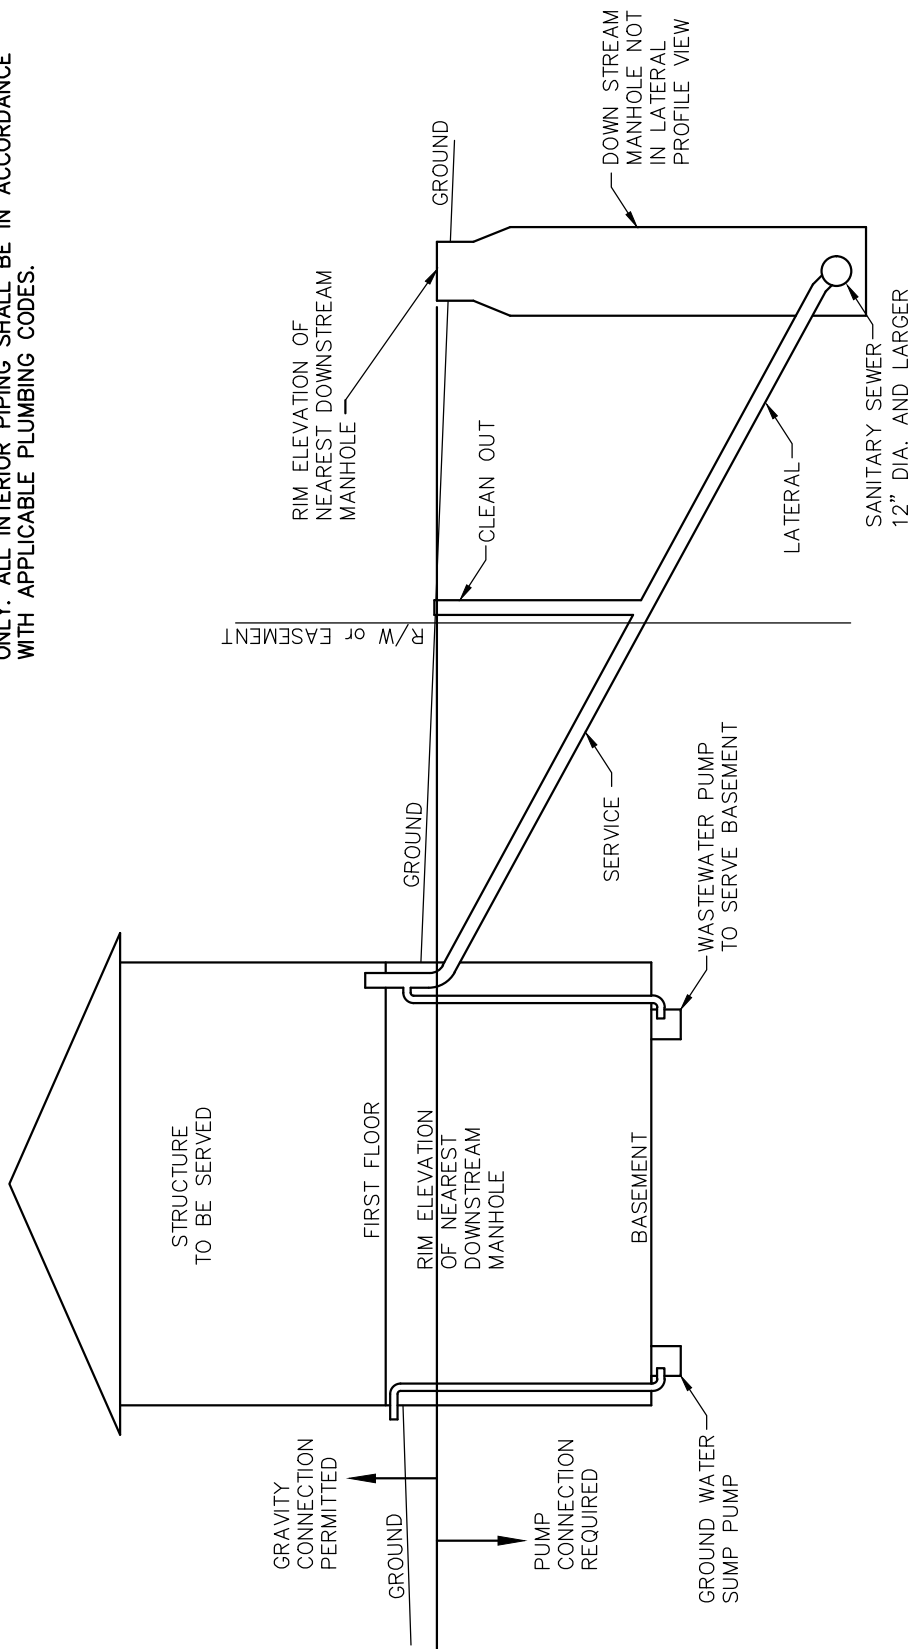 ONLY. ALL INTERIOR PIPING SHALL BE IN ACCORDANCE
WITH APPLICABLE PLUMBING CODES.
STRUCTURE
TO BE SERVED
FIRST FLOOR
RIM ELEVATION
OF NEAREST
DOWNSTREAM
MANHOLE
BASEMENT
GRAVITY
CONNECTION
PERMITTED
GROUND
PUMP
CONNECTION
REQUIRED
GROUND WATER
SUMP PUMP
WASTEWATER PUMP
TO SERVE BASEMENT
GROUND
SERVICE
R/W or EASEMENT
CLEAN OUT
RIM ELEVATION OF
NEAREST DOWNSTREAM
MANHOLE
LATERAL
SANITARY SEWER
12" DIA. AND LARGER
GROUND
DOWN STREAM
MANHOLE NOT
IN LATERAL
PROFILE VIEW